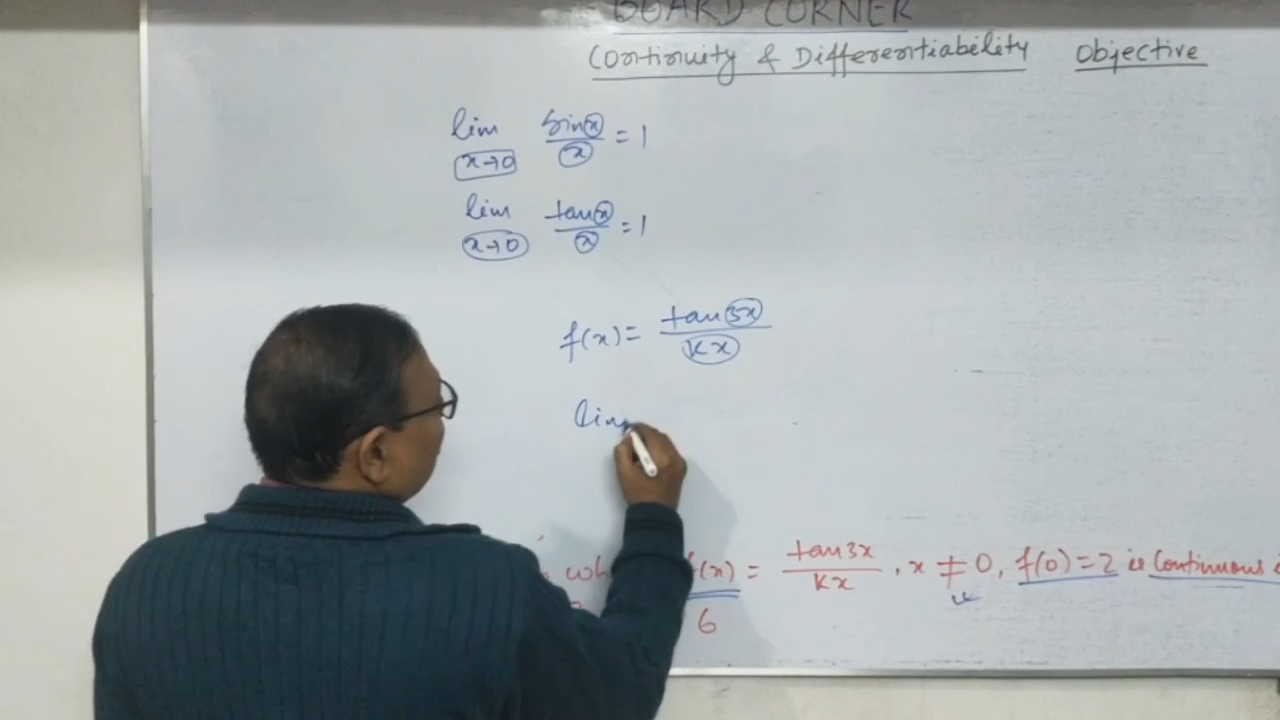 BOARD CORNER
Continuity & Differentiability Objective
lim x→0 sin x / x = 1
lim x→0 tan x / x = 1
f(x) = tan 3x / kx
lim
f(x) = tan3x / kx , x ≠ 0, f(0) = 2 is Continuous
6